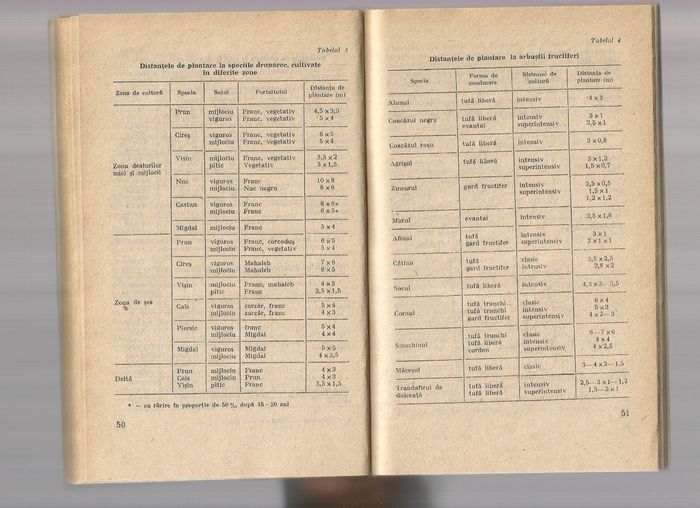 Tabelul 3
Distanțele de plantare la speciile drupacee, cultivate
în diferite zone
Zona de cultură Specia Soiul Portaltoiul Distanța de
plantare (m)
Prun mijlociu Franc, vegetativ 4,5×3,5
viguros Franc, vegetativ 5×4
Cireș viguros Franc, vegetativ 6×5
mijlociu Franc, vegetativ 5×4
Vișin mijlociu Franc, vegetativ 3,5×2
pitic Vegetativ 3×1,5
Zona dealurilor
mici și mijlocii
Nuc viguros Franc 10×8
mijlociu Nuc negru 8×6
Castan viguros Franc 8×6*
mijlociu Franc 6×5*
Migdal mijlociu Franc 5×4
Prun viguros Franc, corcoduș 6×5
mijlociu Franc, vegetativ 5×4
Cireș viguros Mahaleb 7×6
mijlociu Mahaleb 6×5
Vișin mijlociu Franc, mahaleb 4×3
pitic Franc 3,5×1,5
Zona de șes
Cais viguros zarzăr, franc 5×4
mijlociu zarzăr, franc 4×3
Piersic viguros franc 5×4
mijlociu Migdal 4×4
Migdal viguros Migdal 5×5
mijlociu Migdal 4×3,5
Deltă
Prun mijlociu Franc 4×3
Cais mijlociu Prun 4×3
Vișin pitic Franc 3,5×1,5
* — cu rărire în proporție de 50%, după 15—20 ani
50
Tabelul 4
Distanțele de plantare la arbuștii fructiferi
Specia Forma de
conducere Sistemul de
cultură Distanța de
plantare (m)
Alunul tufă liberă intensiv 4×3
Coacăzul negru tufă liberă intensiv 3×1
evantai superintensiv 2,5×1
Coacăzul roșu tufă liberă intensiv 3×0,8
Agrișul tufă liberă intensiv 3×1,2
superintensiv 1,5×0,7
Zmeurul gard fructifer intensiv 2,5×0,5
superintensiv 1,5×1
1,2×1,2
Murul evantai intensiv 2,5×1,8
Afinul tufă intensiv 3×1
gard fructifer superintensiv 3×1×1
Cătina tufă clasic 3,5×2,5
gard fructifer intensiv 2,8×2
Socul tufă liberă intensiv 4,3×3—3,5
Cornul tufă trunchi clasic 6×4
tufă trunchi intensiv 5×3
gard fructifer superintensiv 4×2—3
Smochinul tufă trunchi clasic 6—7×6
tufă liberă intensiv 4×4
cordon superintensiv 4×2,5
Măceșul tufă liberă clasic 3—4×2—1,5
Trandafirul de
dulceață
tufă liberă intensiv 2,5—3×1—1,2
tufă liberă superintensiv 1,5—2×1
51